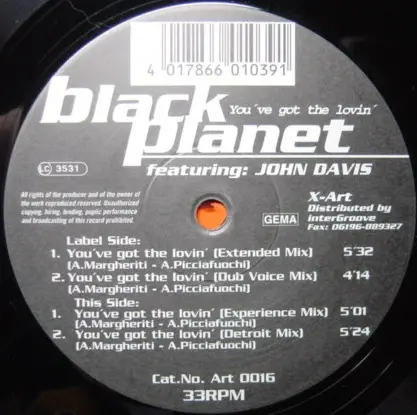 4 017866 010391
black
You´ve got the lovin´
planet
featuring: JOHN DAVIS
LC 3531
All rights of the producer and of the owner of
the work reproduced reserved. Unauthorized
copying, hiring, lending, puplic performance
and broadcasting of this record prohibited.
GEMA
X-Art
Distributed by
interGroove
Fax: 06196-889327
Label Side:
1. You´ve got the lovin´ (Extended Mix) 5´32
(A.Margheriti - A.Picciafuochi)
2. You´ve got the lovin´ (Dub Voice Mix) 4´14
(A.Margheriti - A.Picciafuochi)
This Side:
1. You´ve got the lovin´ (Experience Mix) 5´01
(A.Margheriti - A.Picciafuochi)
2. You´ve got the lovin´ (Detroit Mix) 5´24
(A.Margheriti - A.Picciafuochi)
Cat.No. Art 0016
33RPM